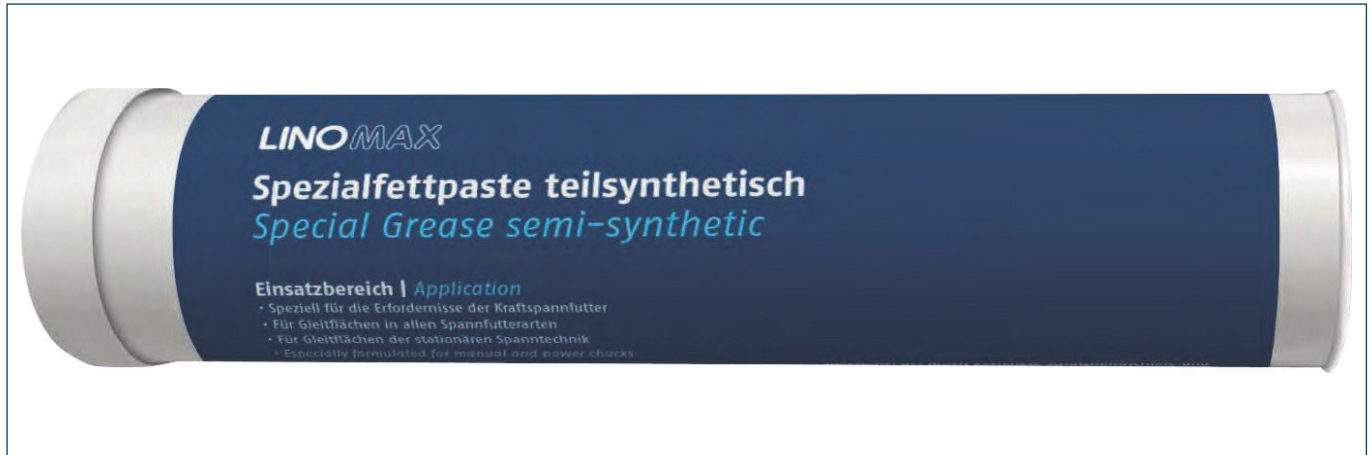 LINOMAX
Spezialfettpaste teilsynthetisch
Special Grease semi-synthetic
Einsatzbereich | Application
• Speziell für die Erfordernisse der Kraftspannfutter
• Für Gleitflächen in allen Spannfutterarten
• Für Gleitflächen der stationären Spanntechnik
• Especially formulated for manual and power chucks